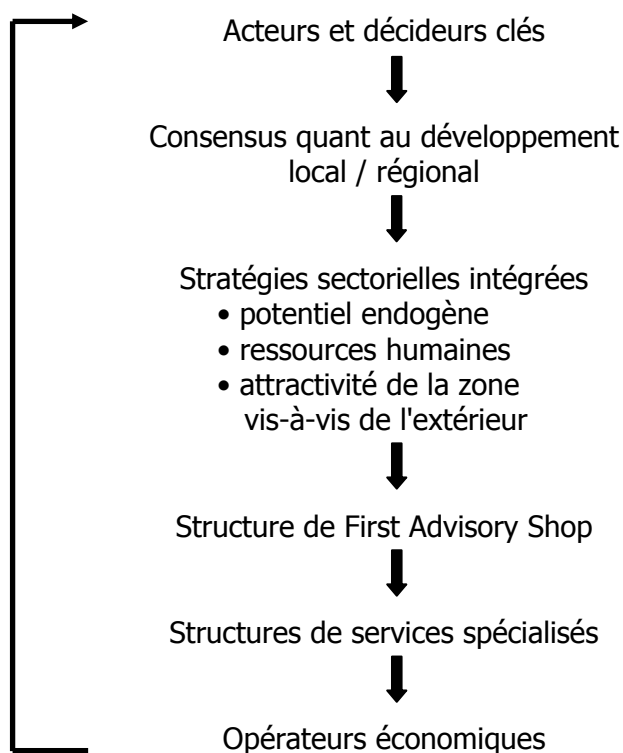 Acteurs et décideurs clés
Consensus quant au développement
local / régional
Stratégies sectorielles intégrées
• potentiel endogène
• ressources humaines
• attractivité de la zone
vis-à-vis de l'extérieur
Structure de First Advisory Shop
Structures de services spécialisés
Opérateurs économiques